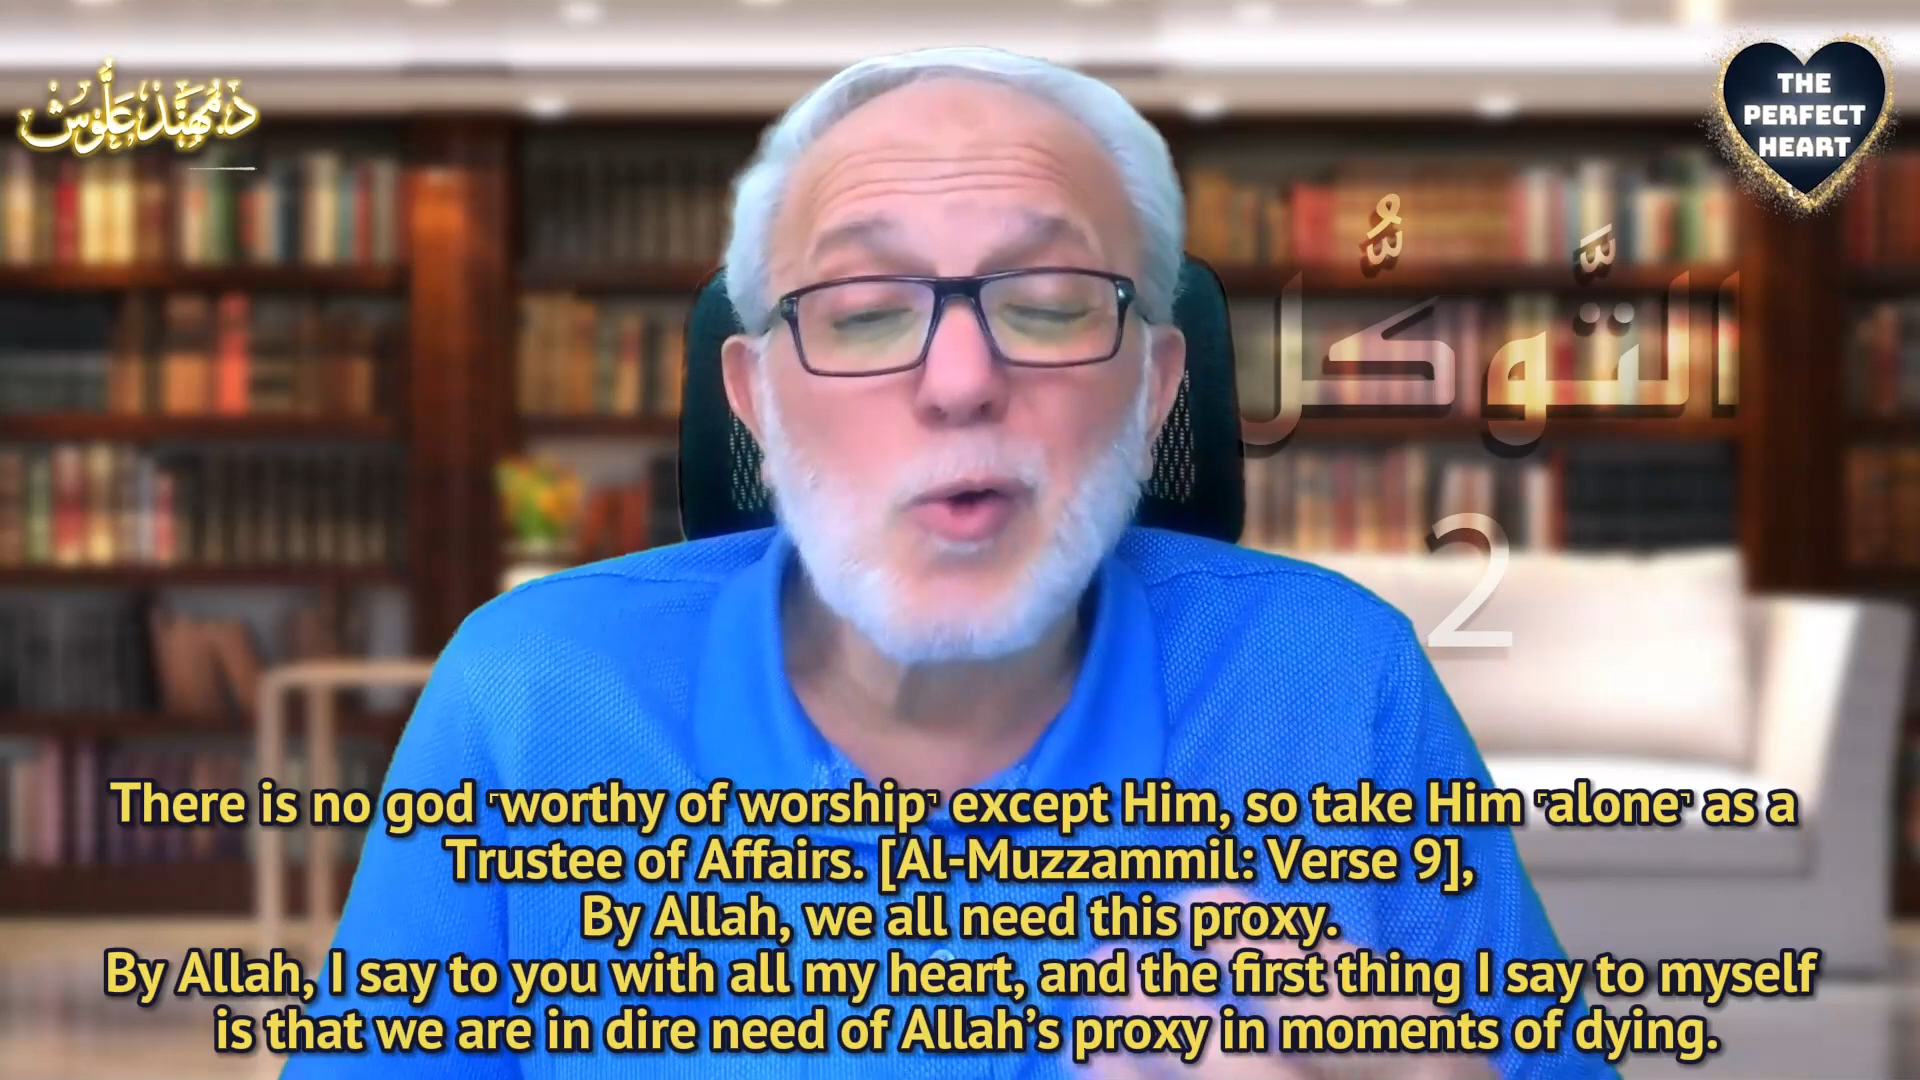 د. مهند علوش
THE
PERFECT
HEART
التَّوكُّل
2
There is no god ˹worthy of worship˺ except Him, so take Him ˹alone˺ as a
Trustee of Affairs. [Al-Muzzammil: Verse 9],
By Allah, we all need this proxy.
By Allah, I say to you with all my heart, and the first thing I say to myself
is that we are in dire need of Allah’s proxy in moments of dying.